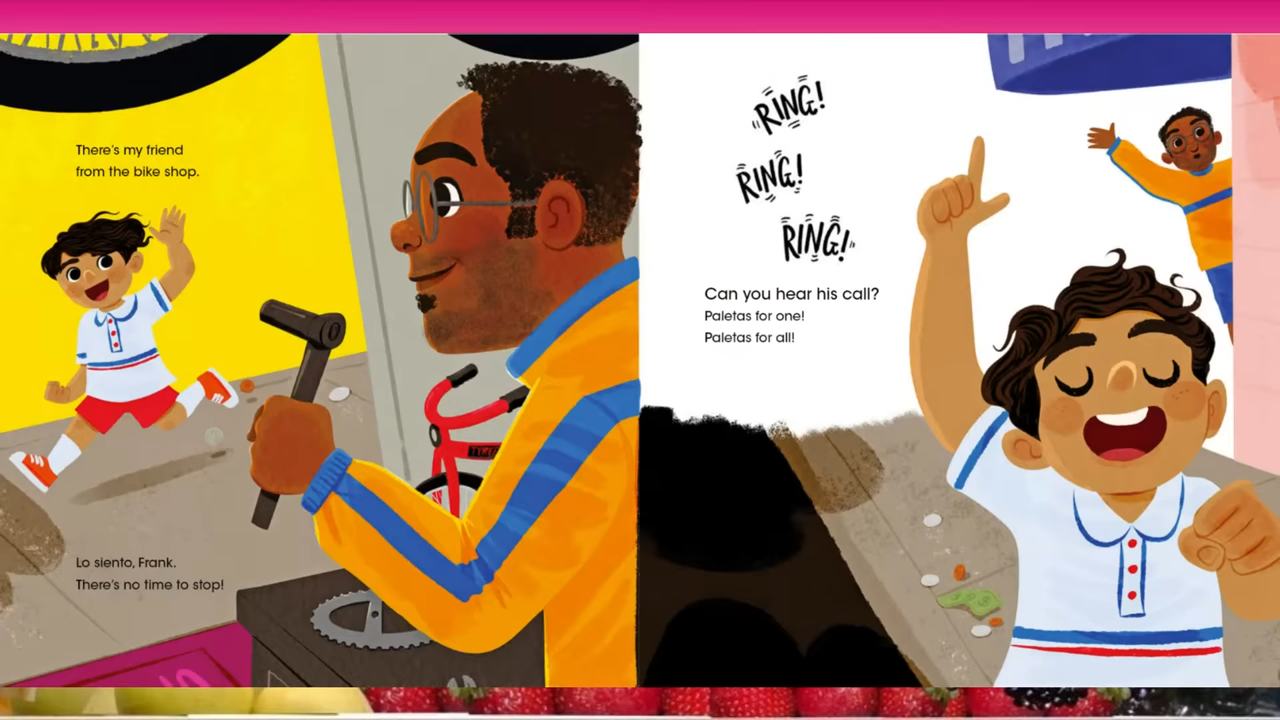 There's my friend
from the bike shop.
Lo siento, Frank.
There's no time to stop!
RING!
RING!
RING!
Can you hear his call?
Paletas for one!
Paletas for all!